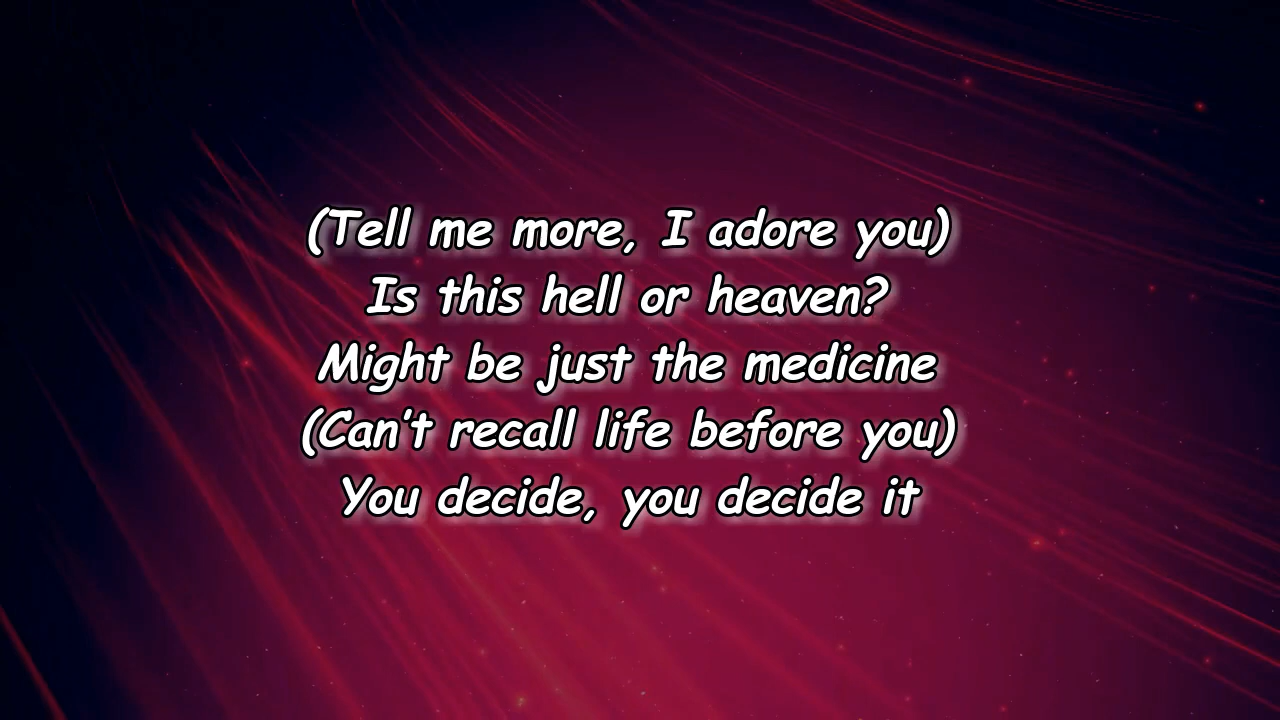 (Tell me more, I adore you)
Is this hell or heaven?
Might be just the medicine
(Can't recall life before you)
You decide, you decide it